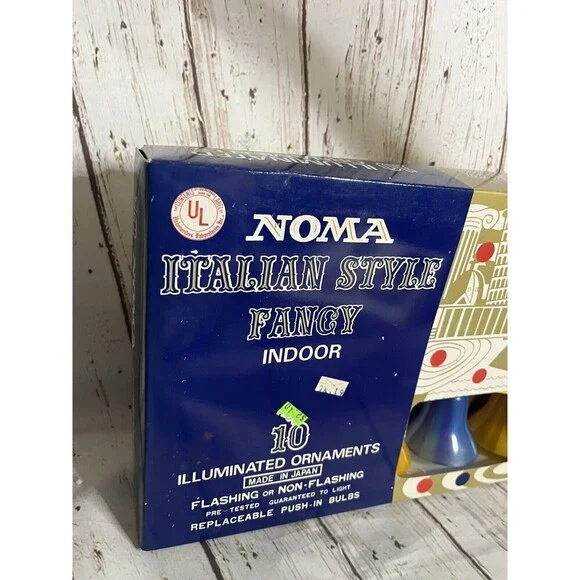 UL
NOMA
ITALIAN STYLE
FANCY
INDOOR
10
ILLUMINATED ORNAMENTS
MADE IN JAPAN
FLASHING OR NON-FLASHING
PRE-TESTED GUARANTEED TO LIGHT
REPLACEABLE PUSH-IN BULBS